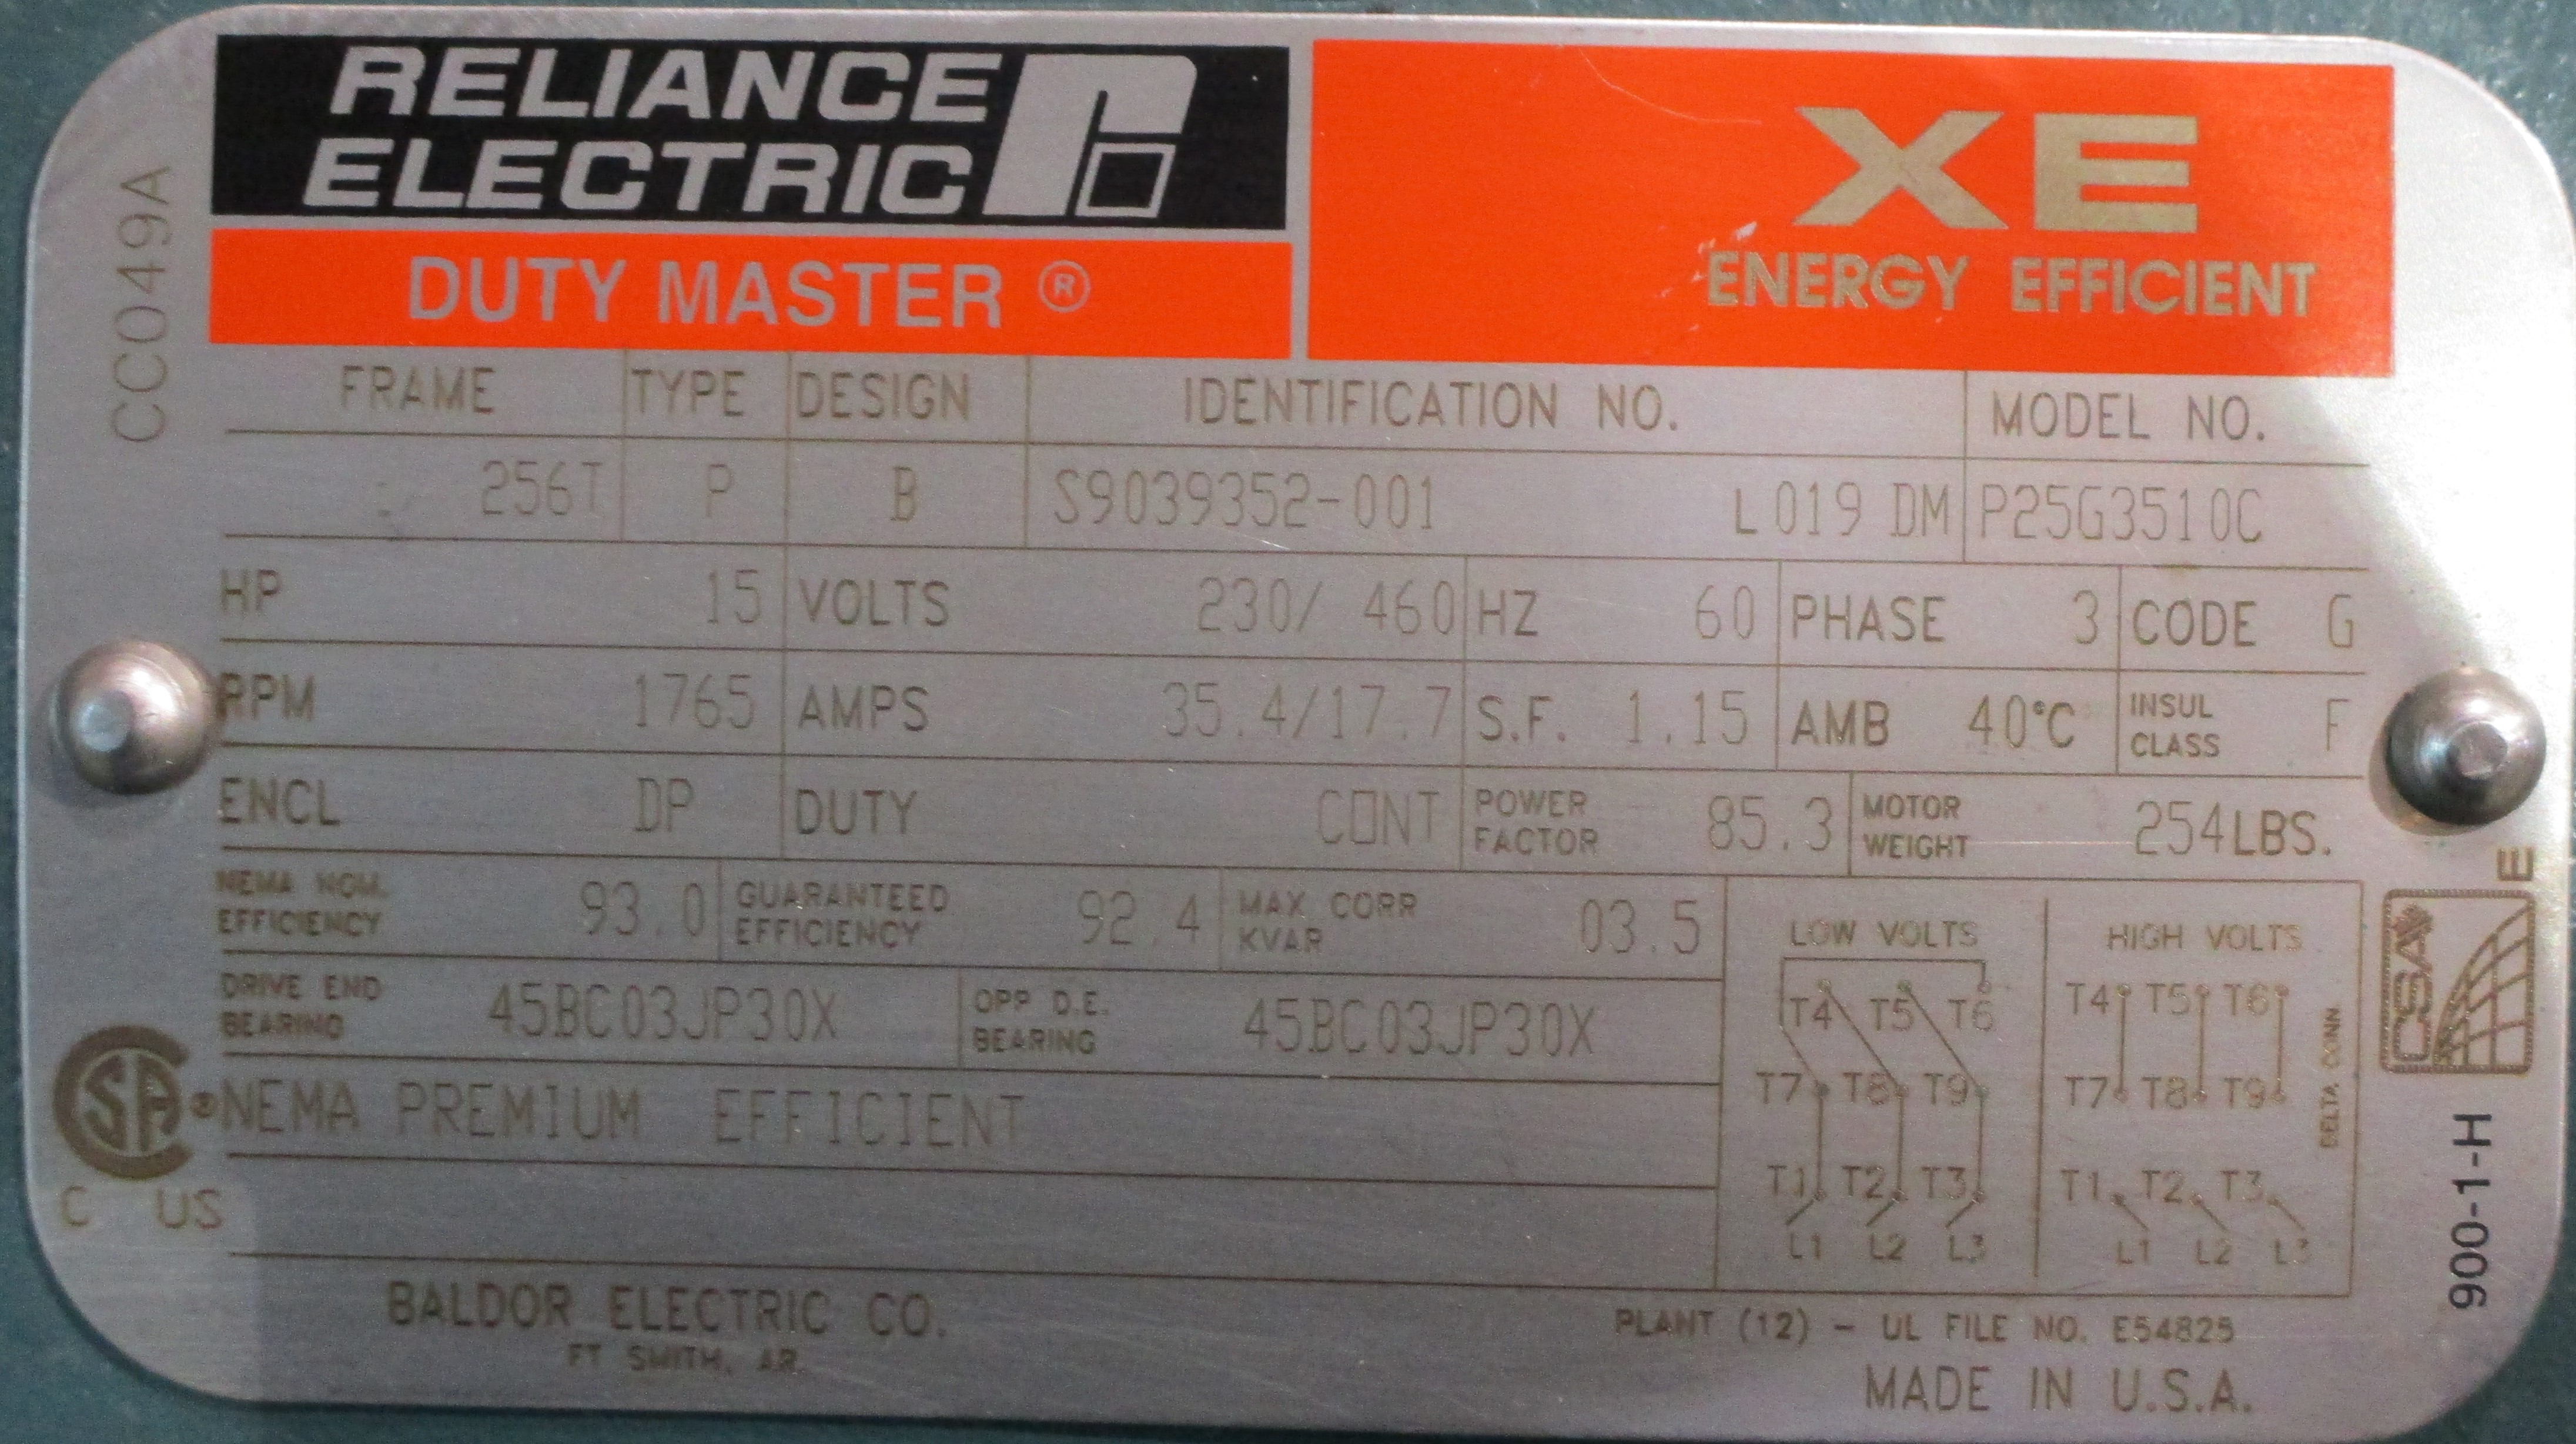 RELIANCE
ELECTRIC
DUTY MASTER ®
XE
ENERGY EFFICIENT
CC049A
FRAME TYPE DESIGN IDENTIFICATION NO. MODEL NO.
256T P B S9039352-001 L019 DM P25G3510C
HP 15 VOLTS 230/ 460 HZ 60 PHASE 3 CODE G
RPM 1765 AMPS 35.4/17.7 S.F. 1.15 AMB 40°C INSUL CLASS F
ENCL DP DUTY CONT POWER FACTOR 85.3 MOTOR WEIGHT 254LBS.
NEMA NOM. EFFICIENCY 93.0 GUARANTEED EFFICIENCY 92.4 MAX CORR KVAR 03.5
DRIVE END BEARING 45BC03JP30X OPP D.E. BEARING 45BC03JP30X
NEMA PREMIUM EFFICIENT
LOW VOLTS HIGH VOLTS
T4 T5 T6 T4 T5 T6
T7 T8 T9 T7 T8 T9
T1 T2 T3 T1 T2 T3
L1 L2 L3 L1 L2 L3
DELTA CONN.
E
CSA
900-1-H
SA ®
C US
BALDOR ELECTRIC CO.
FT SMITH, AR.
PLANT (12) - UL FILE NO. E54825
MADE IN U.S.A.